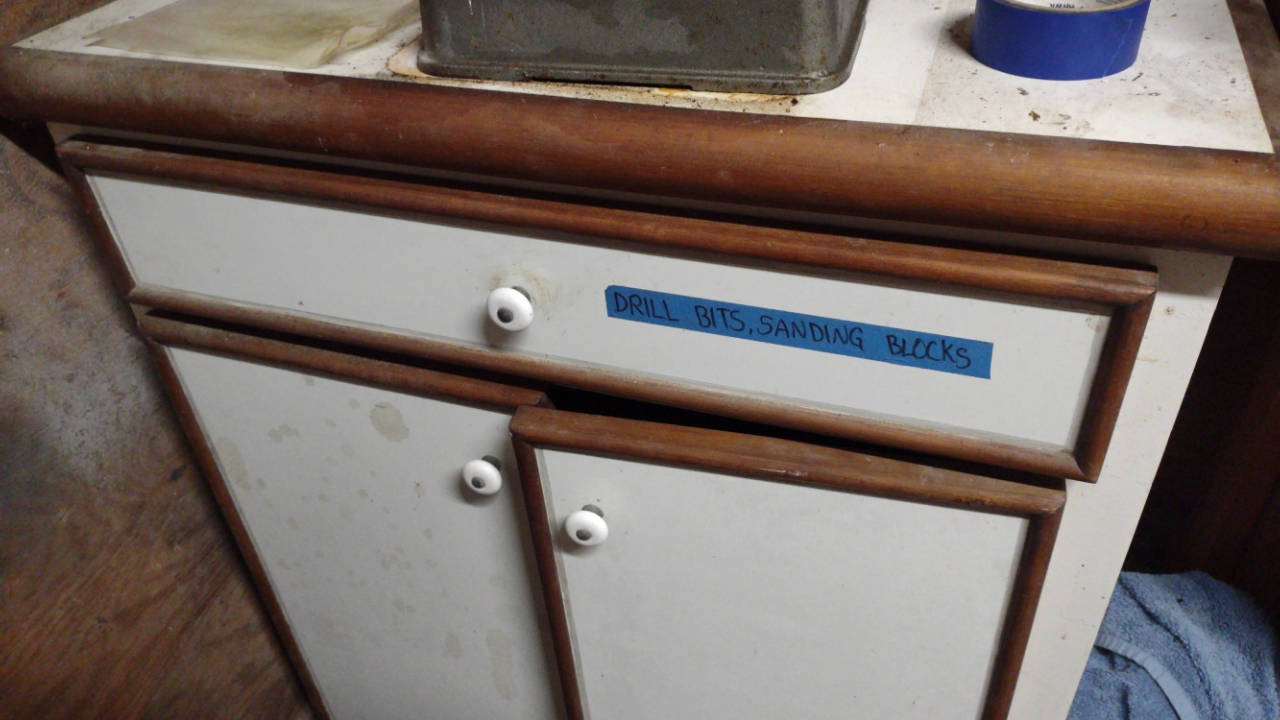 DRILL BITS, SANDING BLOCKS